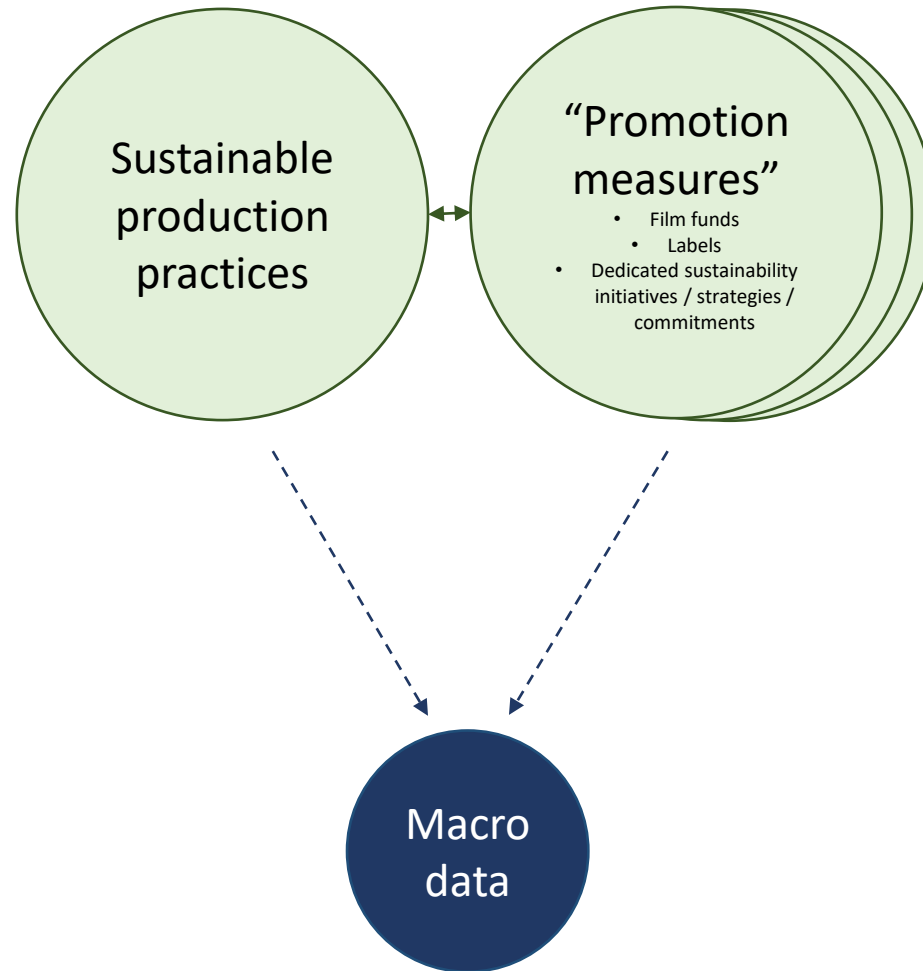 Sustainable
production
practices
“Promotion
measures”
• Film funds
• Labels
• Dedicated sustainability
initiatives / strategies /
commitments
Macro
data